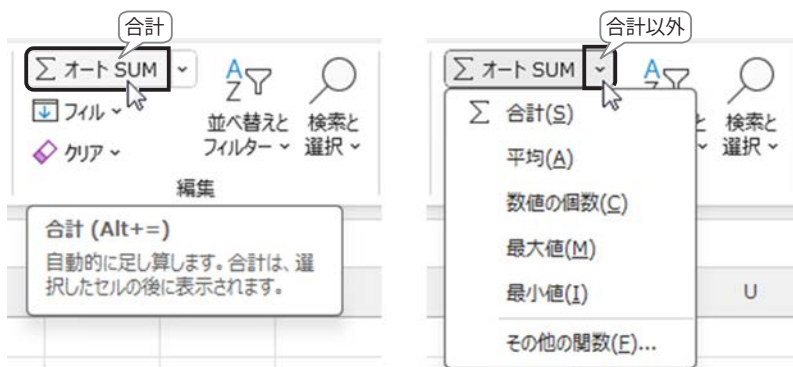 合計
Σ オート SUM
フィル
クリア
並べ替えと
フィルター
検索と
選択
編集
合計 (Alt+=)
自動的に足し算します。合計は、選
択したセルの後に表示されます。
合計以外
Σ オート SUM
Σ 合計(S)
平均(A)
数値の個数(C)
最大値(M)
最小値(I)
その他の関数(F)...
と
検索と
選択
U